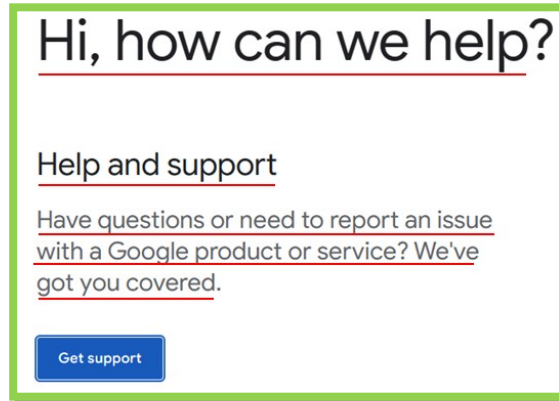 Hi, how can we help?
Help and support
Have questions or need to report an issue
with a Google product or service? We've
got you covered.
Get support